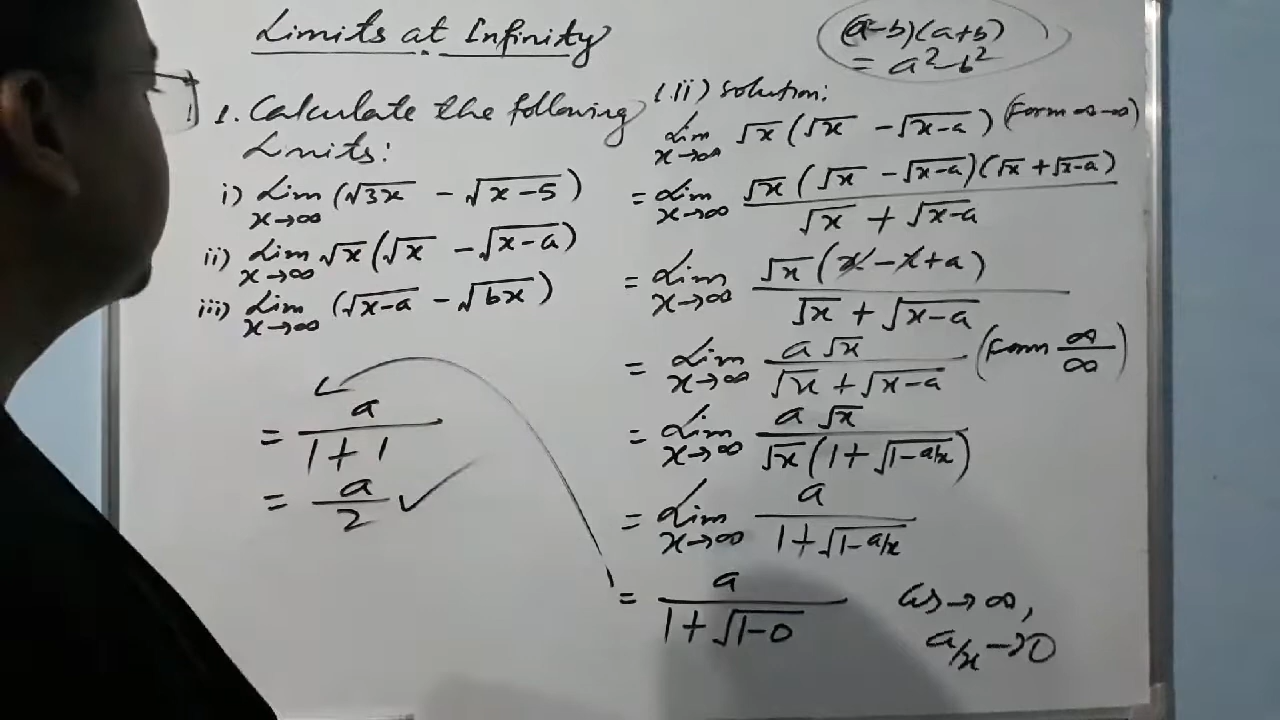 Limits at Infinity
(a-b)(a+b)
= a²-b²
1. Calculate the following
Lmits:
i) Lim x→∞ (√3x - √x-5)
ii) Lim x→∞ √x(√x - √x-a)
iii) Lim x→∞ (√x-a - √bx)
= a/1+1
= a/2 ✓
1.ii) solution:
Lim x→∞ √x(√x - √x-a) (Form ∞-∞)
= Lim x→∞ √x(√x - √x-a)(√x + √x-a)/√x + √x-a
= Lim x→∞ √x(x-x+a)/√x + √x-a
= Lim x→∞ a√x/√x + √x-a (Form ∞/∞)
= Lim x→∞ a√x/√x(1+√1-a/x)
= Lim x→∞ a/1+√1-a/x
= a/1+√1-0 as→∞,
a/x→0